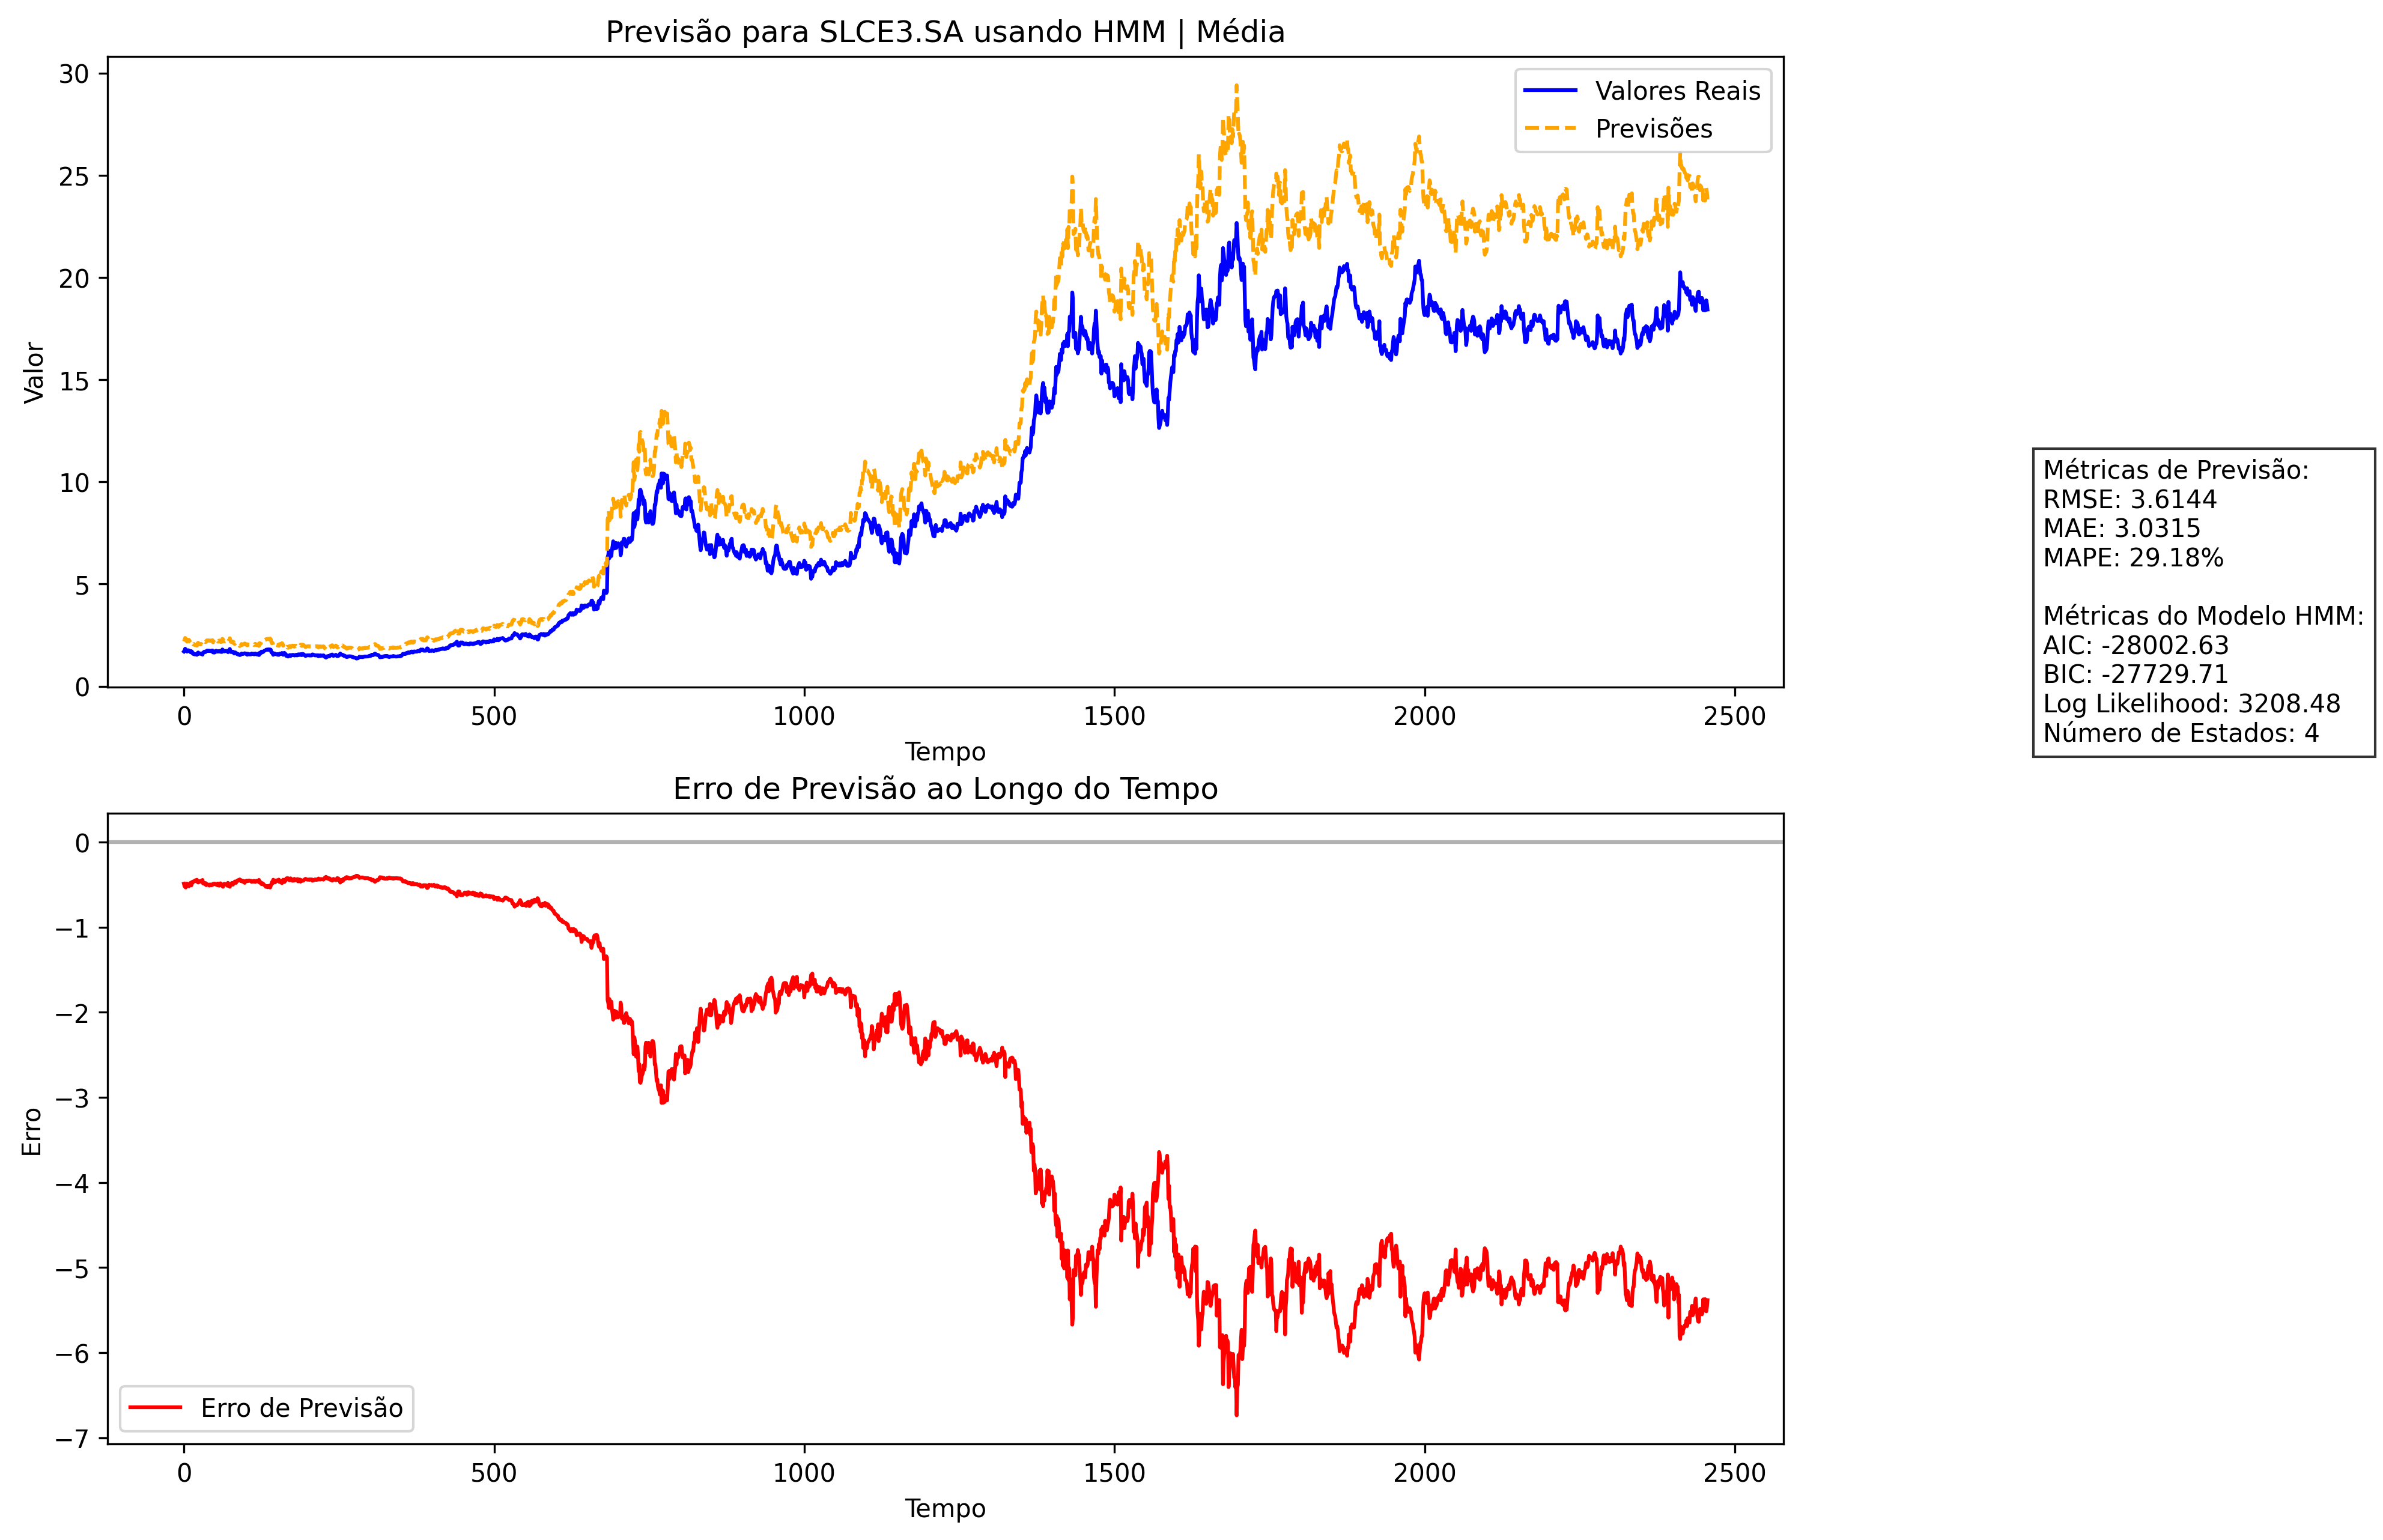 Previsão para SLCE3.SA usando HMM | Média
Valores Reais
Previsões
30
25
20
15
10
5
0
Valor
0
500
1000
1500
2000
2500
Tempo
Métricas de Previsão:
RMSE: 3.6144
MAE: 3.0315
MAPE: 29.18%
Métricas do Modelo HMM:
AIC: -28002.63
BIC: -27729.71
Log Likelihood: 3208.48
Número de Estados: 4
Erro de Previsão ao Longo do Tempo
0
−1
−2
−3
−4
−5
−6
−7
Erro
Erro de Previsão
0
500
1000
1500
2000
2500
Tempo